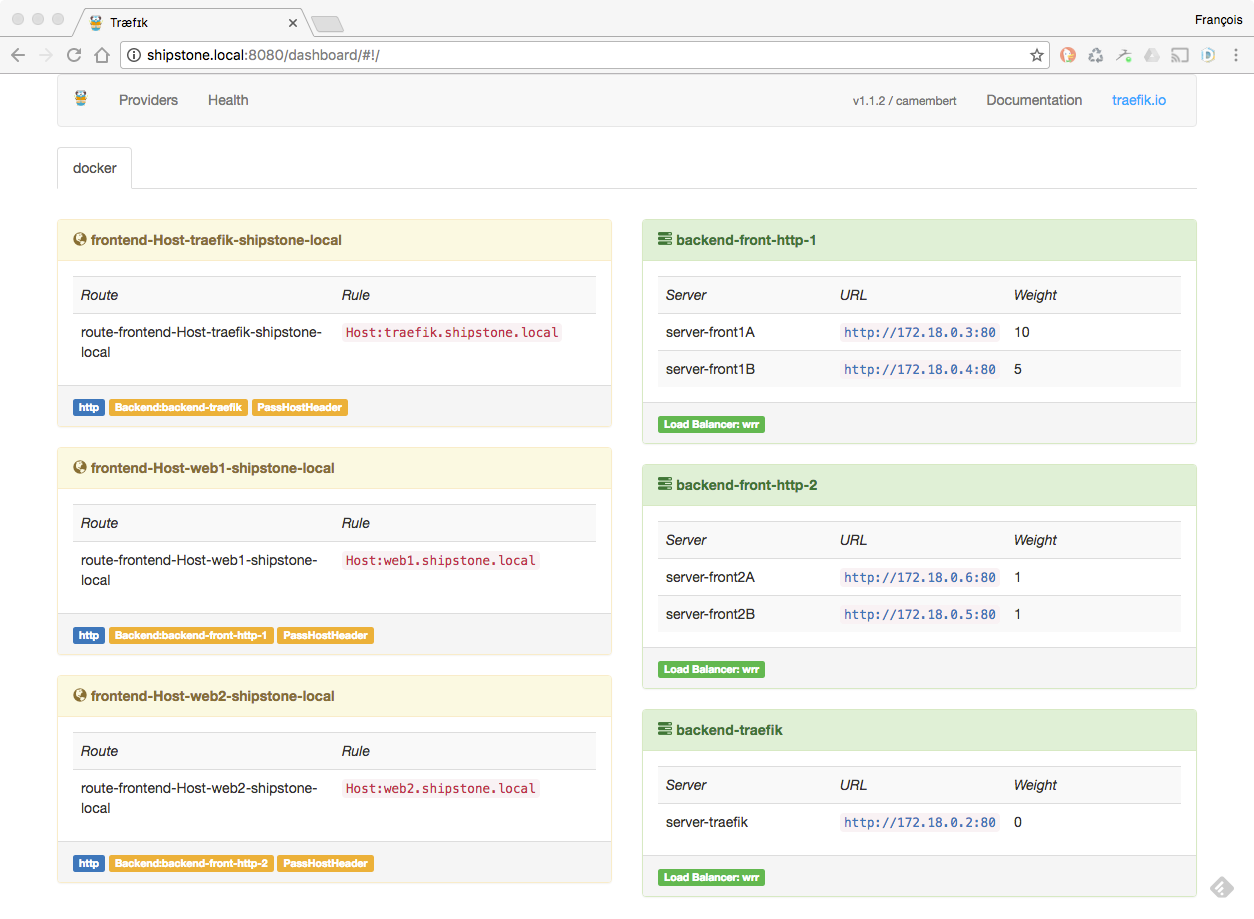 Træfɪk
François
shipstone.local:8080/dashboard/#!/
Providers
Health
v1.1.2 / camembert
Documentation
traefik.io
docker
frontend-Host-traefik-shipstone-local
Route
Rule
route-frontend-Host-traefik-shipstone-
local
Host:traefik.shipstone.local
http
Backend:backend-traefik
PassHostHeader
frontend-Host-web1-shipstone-local
Route
Rule
route-frontend-Host-web1-shipstone-
local
Host:web1.shipstone.local
http
Backend:backend-front-http-1
PassHostHeader
frontend-Host-web2-shipstone-local
Route
Rule
route-frontend-Host-web2-shipstone-
local
Host:web2.shipstone.local
http
Backend:backend-front-http-2
PassHostHeader
backend-front-http-1
Server
URL
Weight
server-front1A
http://172.18.0.3:80
10
server-front1B
http://172.18.0.4:80
5
Load Balancer: wrr
backend-front-http-2
Server
URL
Weight
server-front2A
http://172.18.0.6:80
1
server-front2B
http://172.18.0.5:80
1
Load Balancer: wrr
backend-traefik
Server
URL
Weight
server-traefik
http://172.18.0.2:80
0
Load Balancer: wrr